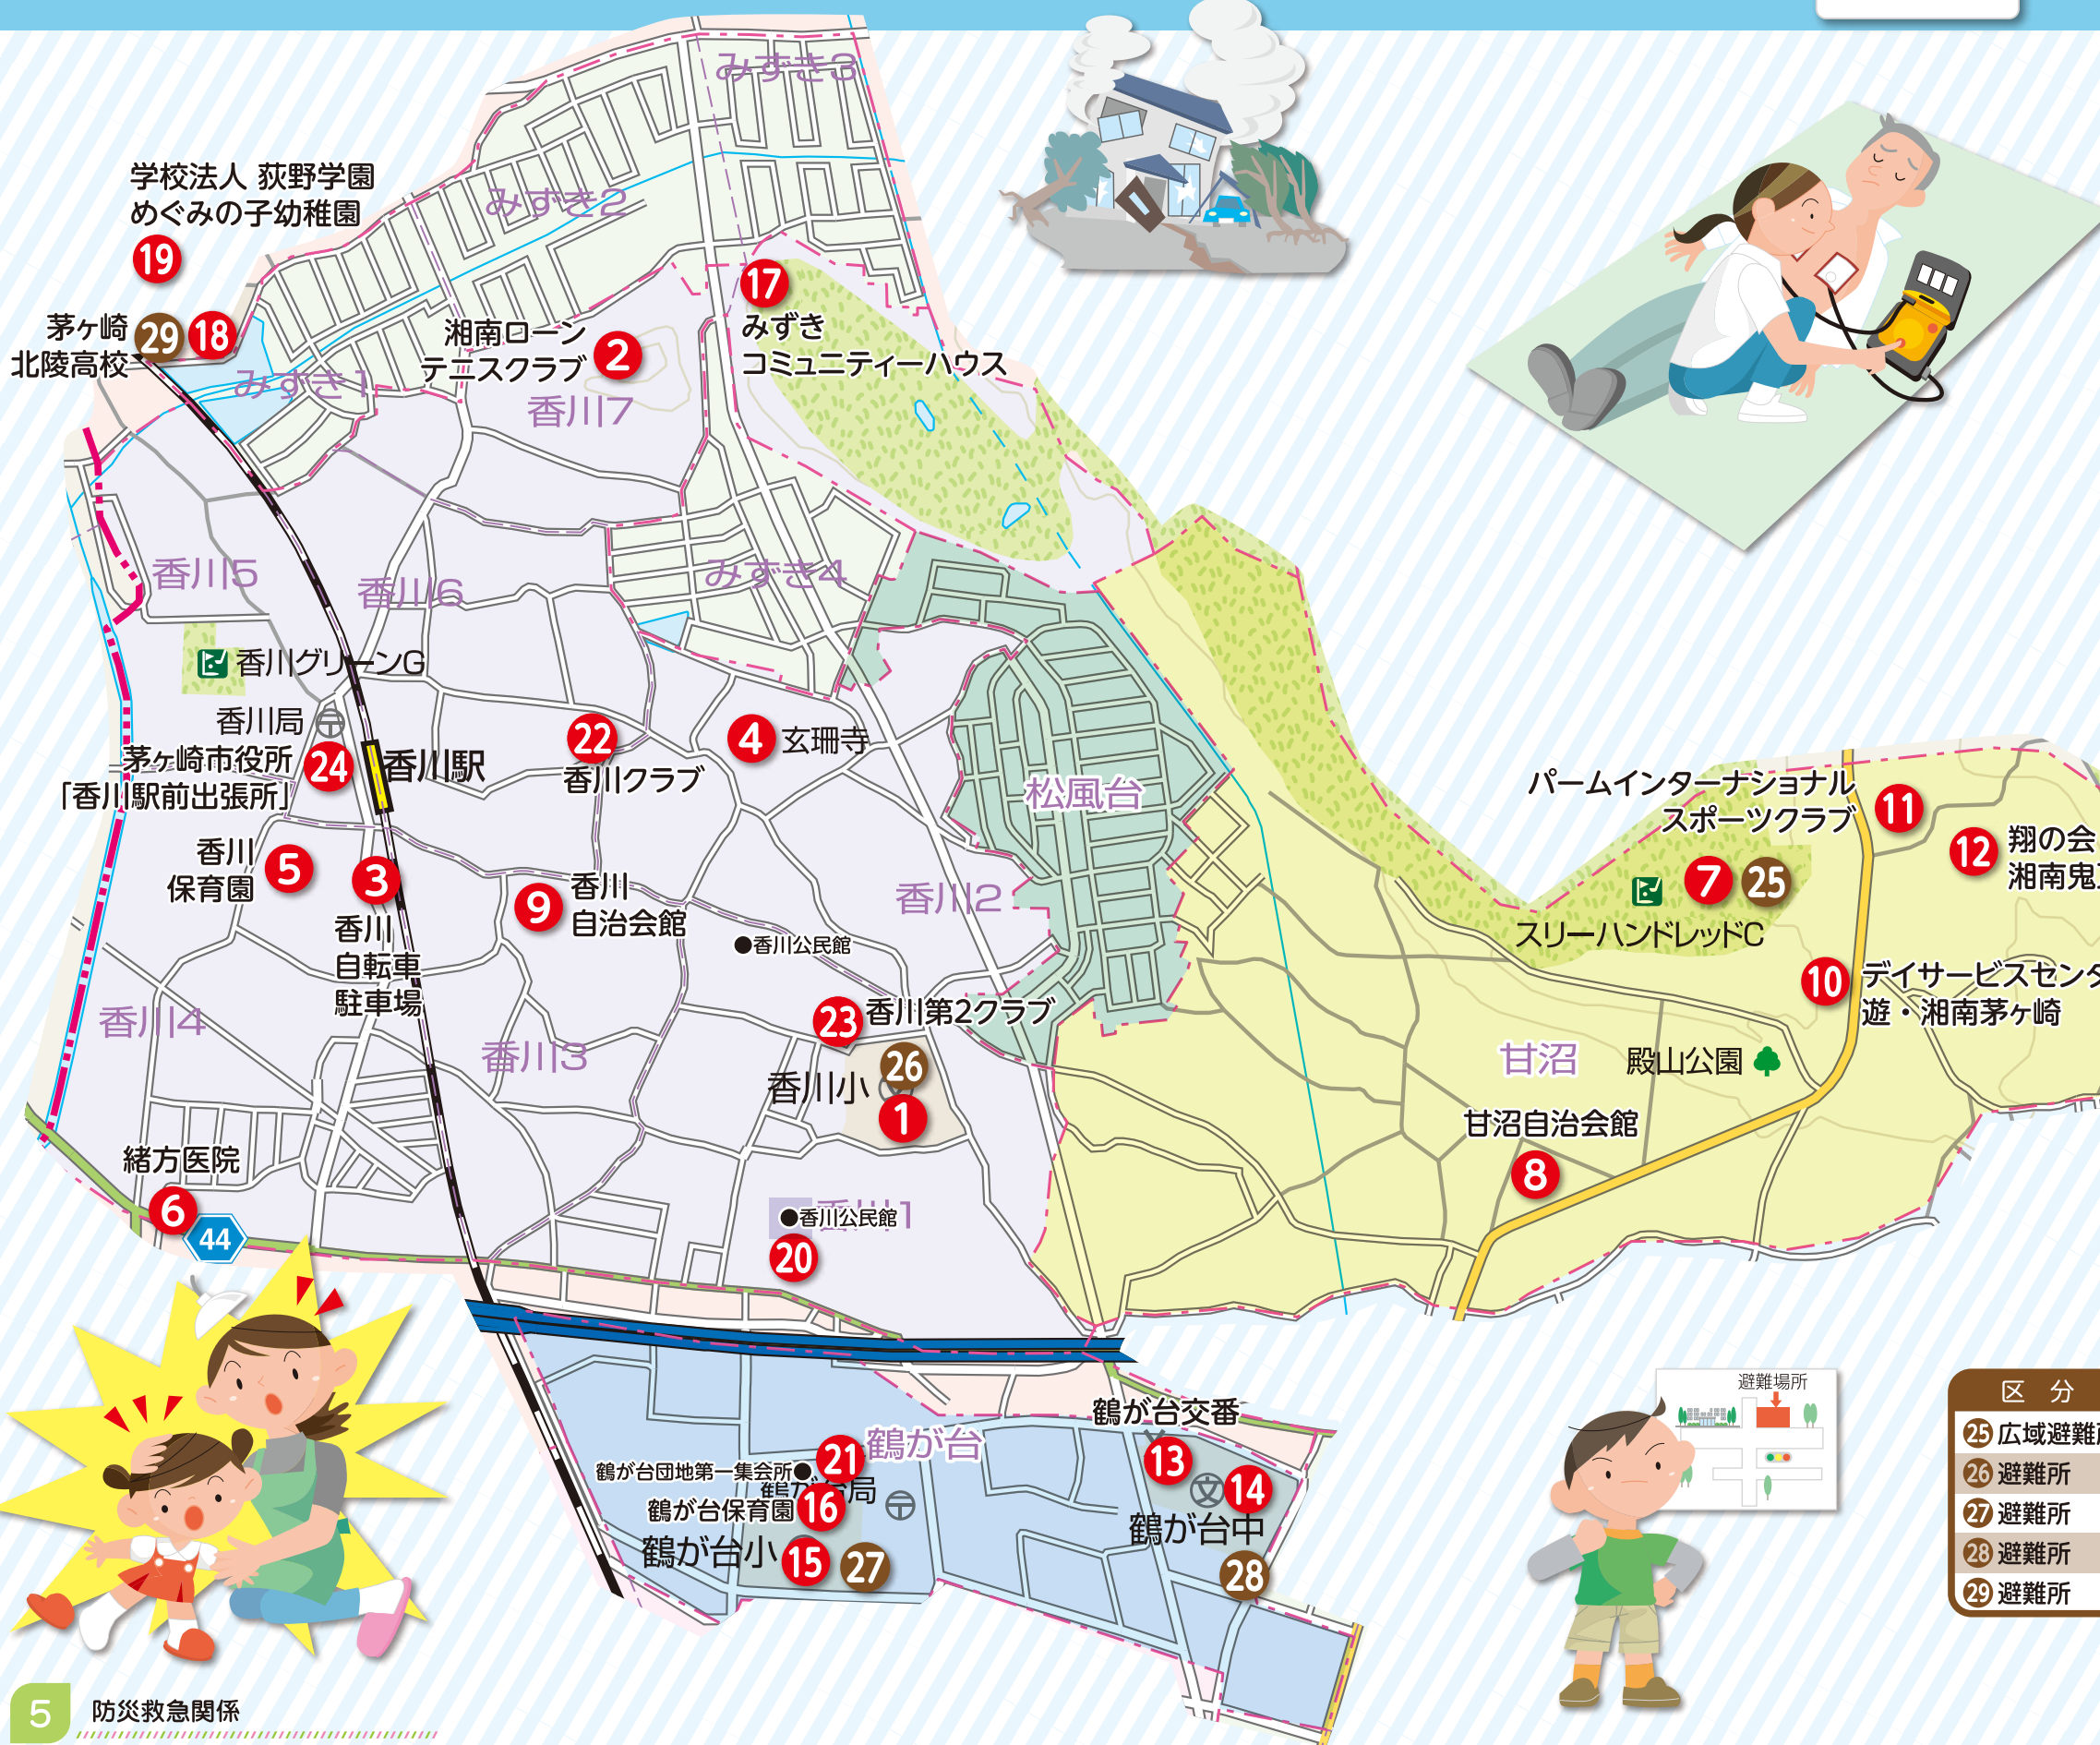 みずき3
学校法人 荻野学園
めぐみの子幼稚園
19
みずき2
17
みずき
コミュニティーハウス
茅ヶ崎
北陵高校
29
18
湘南ローン
テニスクラブ
2
みずき1
香川7
香川5
香川6
みずき4
香川グリーンG
香川局
茅ヶ崎市役所
「香川駅前出張所」
24
香川駅
22
香川クラブ
4
玄珊寺
松風台
パームインターナショナル
スポーツクラブ
11
12
翔の会
湘南鬼
香川
保育園
5
3
香川
自転車
駐車場
9
香川
自治会館
香川2
7
25
スリーハンドレッドC
●香川公民館
10
デイサービスセンタ
遊・湘南茅ヶ崎
香川4
23
香川第2クラブ
香川3
26
香川小
1
甘沼
殿山公園
甘沼自治会館
8
緒方医院
6
44
香川1
●香川公民館
20
避難場所
鶴が台交番
13
14
文
鶴が台中
28
鶴が台
21
鶴が台団地第一集会所●
鶴が台局
鶴が台保育園
16
鶴が台小
15
27
区 分
25 広域避難所
26 避難所
27 避難所
28 避難所
29 避難所
5
防災救急関係